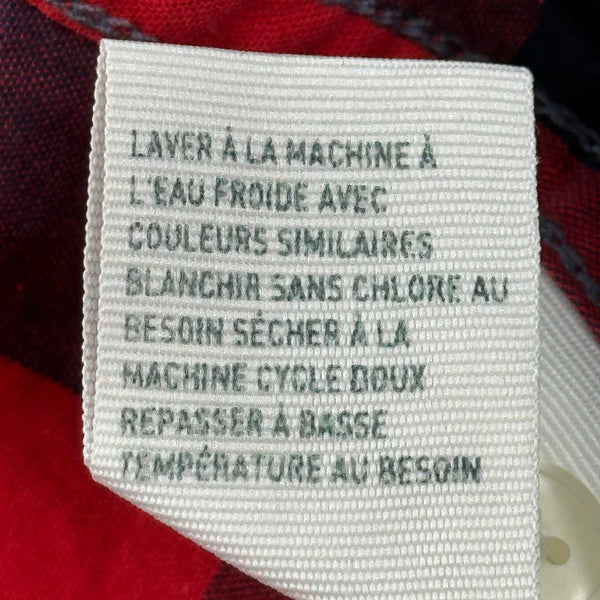 LAVER À LA MACHINE À
L'EAU FROIDE AVEC
COULEURS SIMILAIRES
BLANCHIR SANS CHLORE AU
BESOIN SÉCHER À LA
MACHINE CYCLE DOUX
REPASSER À BASSE
TEMPÉRATURE AU BESOIN